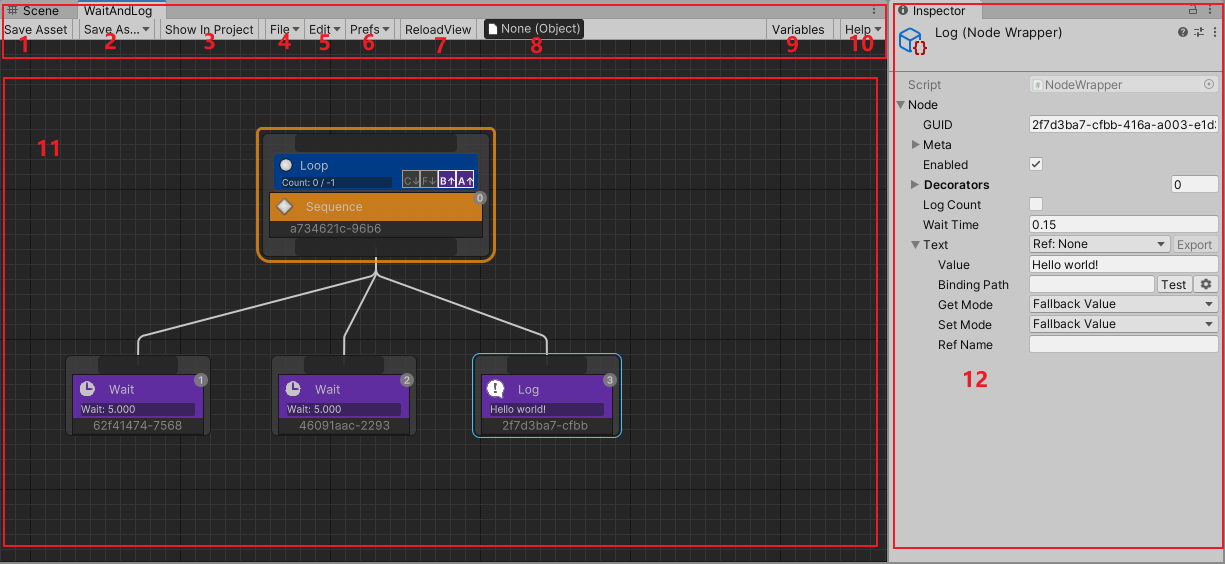 Scene WaitAndLog
Save Asset Save As... Show In Project File Edit Prefs ReloadView None (Object) Variables Help
1 2 3 4 5 6 7 8 9 10
11
Loop
Count: 0 / -1 C↓ F↓ B↑ A↑
0
Sequence
a734621c-96b6
1
Wait
Wait: 5.000
62f41474-7568
2
Wait
Wait: 5.000
46091aac-2293
3
Log
Hello world!
2f7d3ba7-cfbb
Inspector
Log (Node Wrapper)
Script NodeWrapper
Node
GUID 2f7d3ba7-cfbb-416a-a003-e1d
Meta
Enabled
Decorators 0
Log Count
Wait Time 0.15
Text Ref: None Export
Value Hello world!
Binding Path Test
Get Mode Fallback Value
Set Mode Fallback Value
Ref Name
12